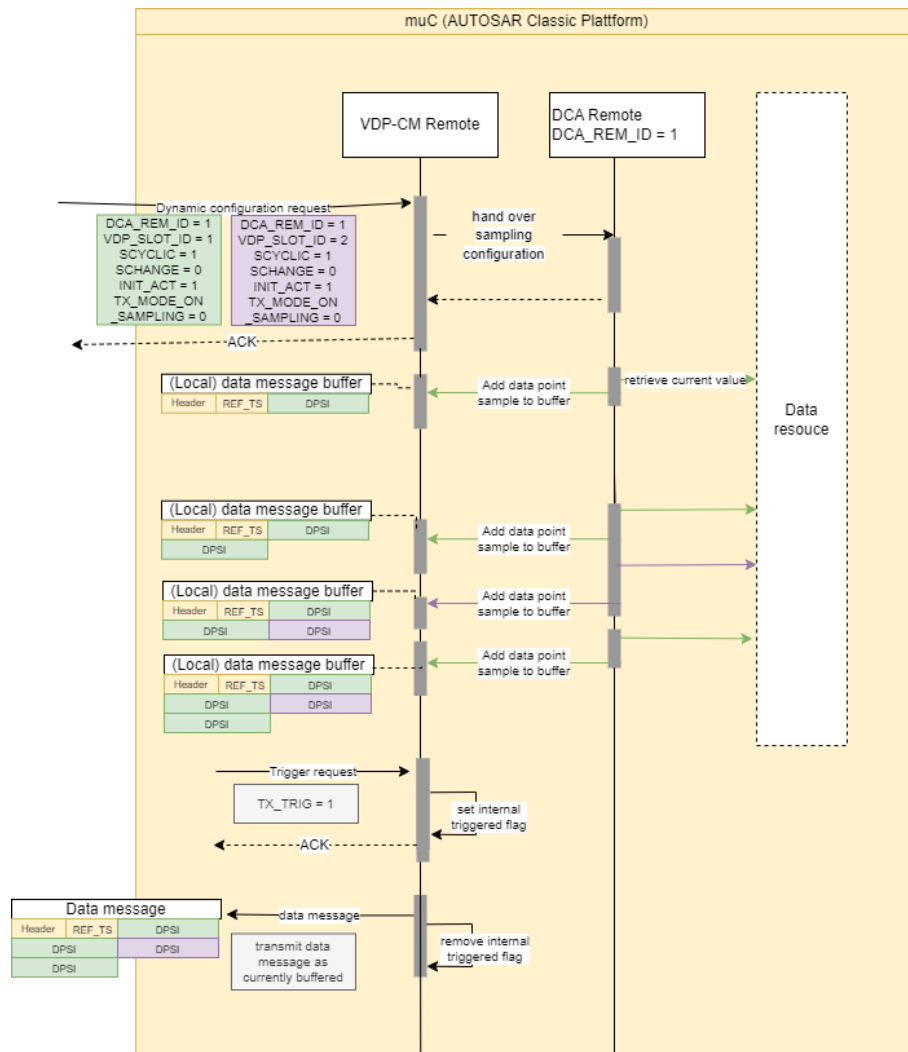 muC (AUTOSAR Classic Plattform)
VDP-CM Remote
DCA Remote
DCA_REM_ID = 1
Dynamic configuration request
DCA_REM_ID = 1
VDP_SLOT_ID = 1
SCYCLIC = 1
SCHANGE = 0
INIT_ACT = 1
TX_MODE_ON
_SAMPLING = 0
DCA_REM_ID = 1
VDP_SLOT_ID = 2
SCYCLIC = 1
SCHANGE = 0
INIT_ACT = 1
TX_MODE_ON
_SAMPLING = 0
hand over
sampling
configuration
ACK
(Local) data message buffer
Header REF_TS DPSI
Add data point
sample to buffer
retrieve current value
Data
resouce
(Local) data message buffer
Header REF_TS DPSI
DPSI
Add data point
sample to buffer
(Local) data message buffer
Header REF_TS DPSI
DPSI DPSI
Add data point
sample to buffer
(Local) data message buffer
Header REF_TS DPSI
DPSI DPSI
DPSI
Add data point
sample to buffer
Trigger request
TX_TRIG = 1
set internal
triggered flag
ACK
Data message
Header REF_TS DPSI
DPSI DPSI
DPSI
data message
transmit data
message as
currently buffered
remove internal
triggered flag